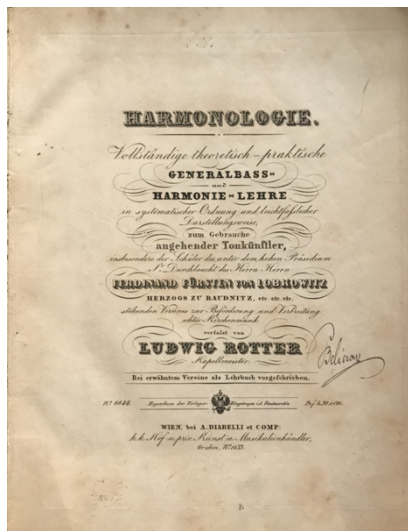 HARMONOLOGIE.
Vollständige theoretisch-praktische
GENERALBASS=
und
HARMONIE=LEHRE
in systematischer Ordnung und leichtfaßlicher
Darstellungsweise,
zum Gebrauche
angehender Tonkünstler,
insbesondere der Schüler des unter dem hohen Präsidium
Sr. Durchlaucht des Herrn Herrn
FERDINAND FÜRSTEN VON LOBKOWITZ
HERZOGS ZU RAUDNITZ, etc. etc. etc.
stehenden Vereins zur Beförderung und Verbreitung
echter Kirchenmusik
verfasst von
LUDWIG ROTTER
Kapellmeister.
Bei erwähntem Vereine als Lehrbuch vorgeschrieben.
Eigenthum der Verleger.
WIEN, bei A. DIABELLI et COMP:
k.k. Hof- u. priv. Kunst- u. Musikalienhändler,
Graben, No. 1133.